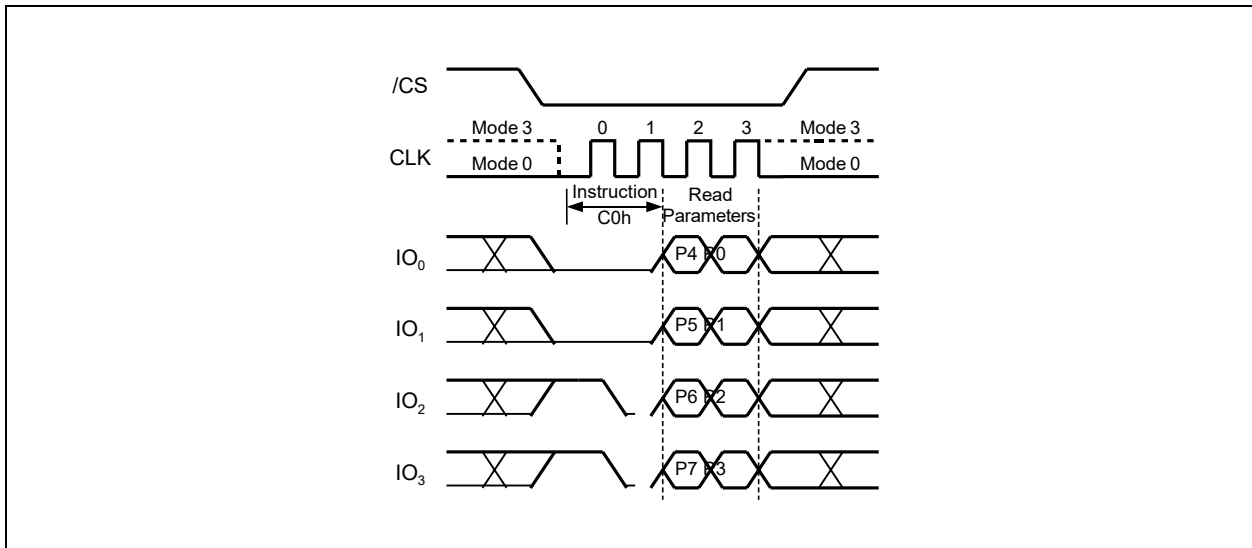 /CS
Mode 3 0 1 2 3 Mode 3
CLK
Mode 0 Mode 0
Instruction Read
C0h Parameters
IO₀ P4 P0
IO₁ P5 P1
IO₂ P6 P2
IO₃ P7 P3